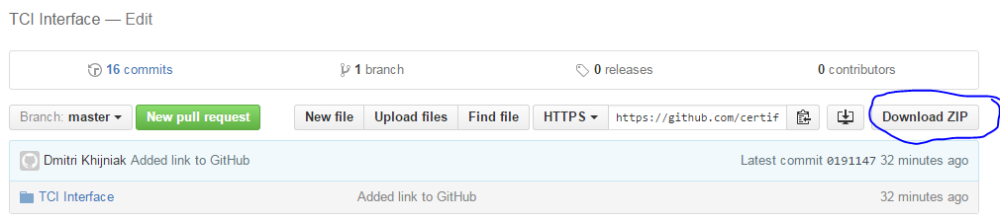 TCI Interface — Edit
16 commits 1 branch 0 releases 0 contributors
Branch: master New pull request New file Upload files Find file HTTPS https://github.com/certif Download ZIP
Dmitri Khijniak Added link to GitHub Latest commit 0191147 32 minutes ago
TCI Interface Added link to GitHub 32 minutes ago